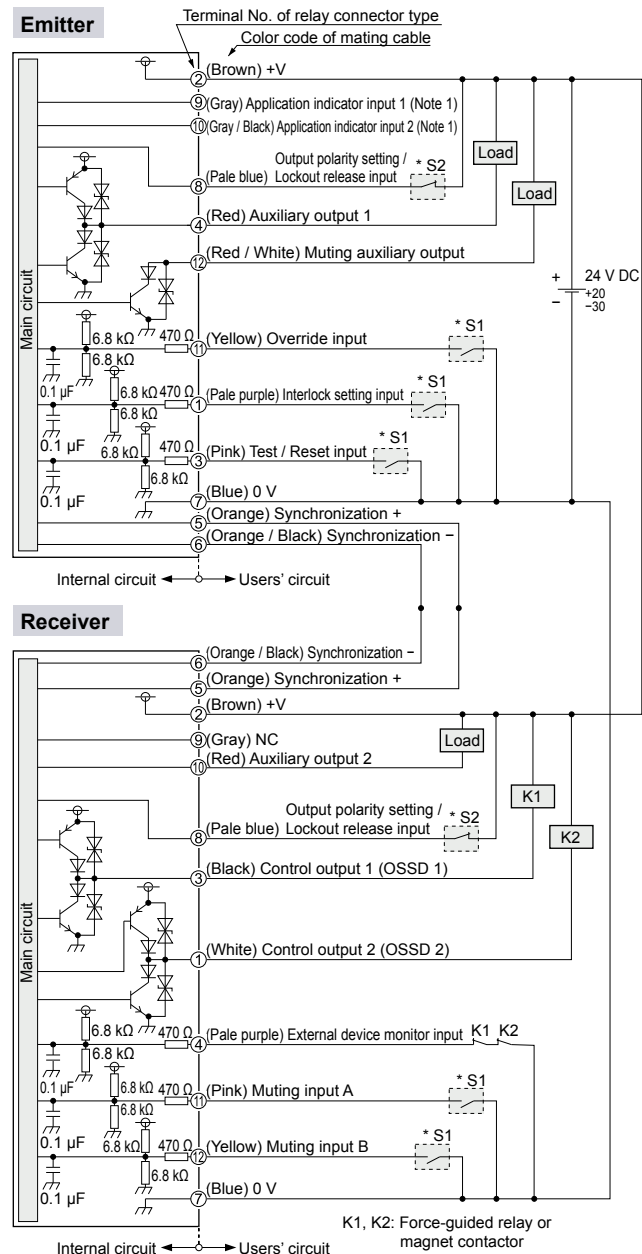 Emitter
Terminal No. of relay connector type
Color code of mating cable
② (Brown) +V
⑨ (Gray) Application indicator input 1 (Note 1)
⑩ (Gray / Black) Application indicator input 2 (Note 1)
Output polarity setting /
⑧ (Pale blue) Lockout release input
* S2
Load
Load
④ (Red) Auxiliary output 1
⑫ (Red / White) Muting auxiliary output
+
−
24 V DC
+20
−30
Main circuit
6.8 kΩ
6.8 kΩ
470 Ω
⑪ (Yellow) Override input
* S1
0.1 µF
6.8 kΩ
6.8 kΩ
470 Ω
① (Pale purple) Interlock setting input
* S1
0.1 µF
6.8 kΩ
6.8 kΩ
470 Ω
③ (Pink) Test / Reset input
* S1
0.1 µF
⑦ (Blue) 0 V
⑤ (Orange) Synchronization +
⑥ (Orange / Black) Synchronization −
Internal circuit
Users' circuit
Receiver
⑥ (Orange / Black) Synchronization -
⑤ (Orange) Synchronization +
② (Brown) +V
⑨ (Gray) NC
⑩ (Red) Auxiliary output 2
Load
K1
K2
Output polarity setting /
⑧ (Pale blue) Lockout release input
* S2
③ (Black) Control output 1 (OSSD 1)
① (White) Control output 2 (OSSD 2)
Main circuit
6.8 kΩ
6.8 kΩ
470 Ω
④ (Pale purple) External device monitor input
K1 K2
0.1 µF
6.8 kΩ
6.8 kΩ
470 Ω
⑪ (Pink) Muting input A
* S1
0.1 µF
6.8 kΩ
6.8 kΩ
470 Ω
⑫ (Yellow) Muting input B
* S1
0.1 µF
⑦ (Blue) 0 V
K1, K2: Force-guided relay or
magnet contactor
Internal circuit
Users' circuit